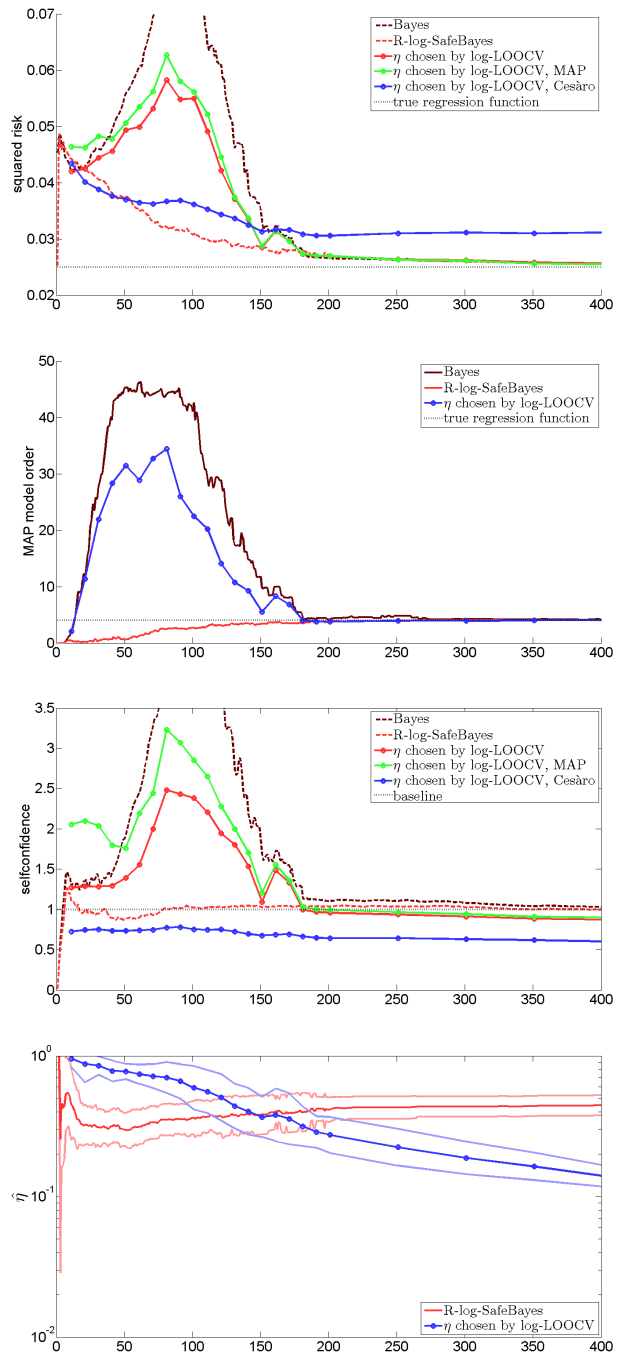 0.07
0.06
0.05
0.04
0.03
0.02
squared risk
Bayes
R-log-SafeBayes
η chosen by log-LOOCV
η chosen by log-LOOCV, MAP
η chosen by log-LOOCV, Cesàro
true regression function
0 50 100 150 200 250 300 350 400
50
40
30
20
10
0
MAP model order
Bayes
R-log-SafeBayes
η chosen by log-LOOCV
true regression function
0 50 100 150 200 250 300 350 400
3.5
3
2.5
2
1.5
1
0.5
0
selfconfidence
Bayes
R-log-SafeBayes
η chosen by log-LOOCV
η chosen by log-LOOCV, MAP
η chosen by log-LOOCV, Cesàro
baseline
0 50 100 150 200 250 300 350 400
10⁰
10⁻¹
10⁻²
η̂
R-log-SafeBayes
η chosen by log-LOOCV
0 50 100 150 200 250 300 350 400